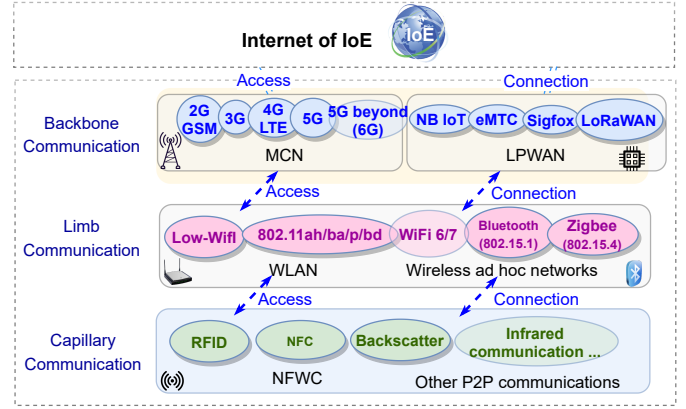 Internet of IoE
IoE
Access
Connection
Backbone
Communication
2G
GSM
3G
4G
LTE
5G
5G beyond
(6G)
MCN
NB IoT
eMTC
Sigfox
LoRaWAN
LPWAN
Access
Connection
Limb
Communication
Low-Wifl
802.11ah/ba/p/bd
WiFi 6/7
Bluetooth
(802.15.1)
Zigbee
(802.15.4)
WLAN
Wireless ad hoc networks
Access
Connection
Capillary
Communication
RFID
NFC
Backscatter
Infrared
communication ...
NFWC
Other P2P communications